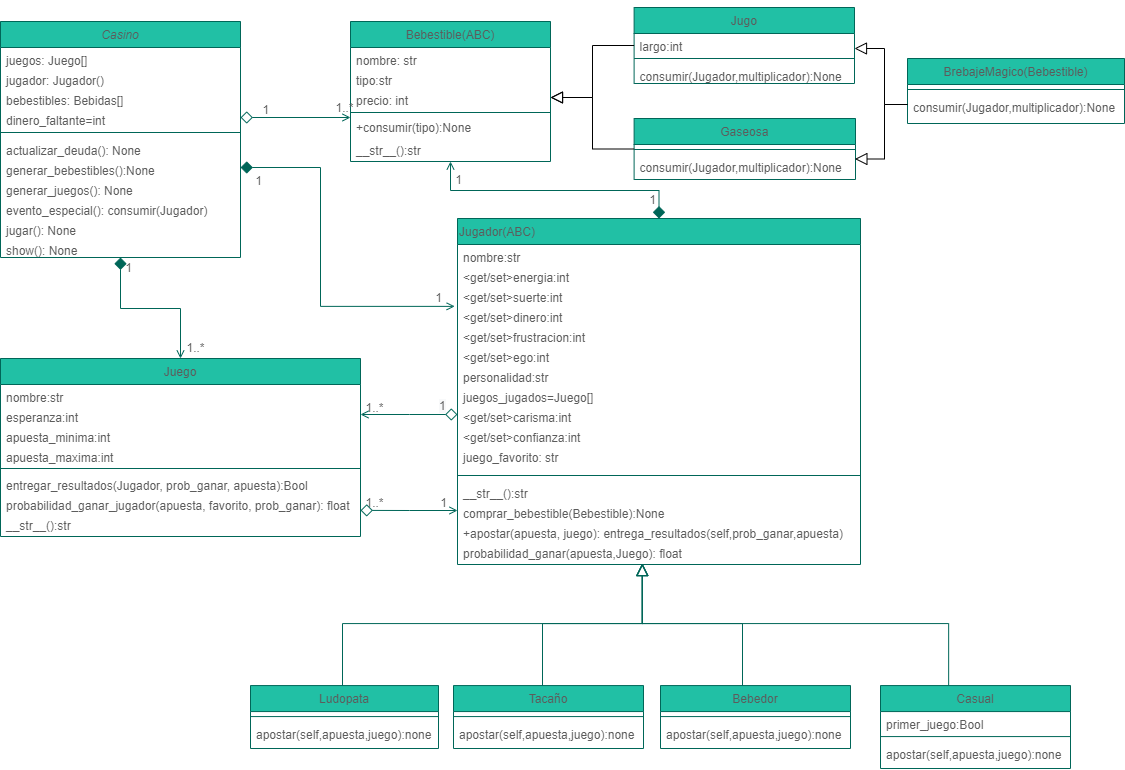 Casino
juegos: Juego[]
jugador: Jugador()
bebestibles: Bebidas[]
dinero_faltante=int
actualizar_deuda(): None
generar_bebestibles():None
generar_juegos(): None
evento_especial(): consumir(Jugador)
jugar(): None
show(): None
1
1..*
1
1
1
1..*
Bebestible(ABC)
nombre: str
tipo:str
precio: int
+consumir(tipo):None
__str__():str
1
1
Jugo
largo:int
consumir(Jugador,multiplicador):None
Gaseosa
consumir(Jugador,multiplicador):None
BrebajeMagico(Bebestible)
consumir(Jugador,multiplicador):None
Juego
nombre:str
esperanza:int
apuesta_minima:int
apuesta_maxima:int
entregar_resultados(Jugador, prob_ganar, apuesta):Bool
probabilidad_ganar_jugador(apuesta, favorito, prob_ganar): float
__str__():str
1..*
1
1..*
1
Jugador(ABC)
nombre:str
<get/set>energia:int
<get/set>suerte:int
<get/set>dinero:int
<get/set>frustracion:int
<get/set>ego:int
personalidad:str
juegos_jugados=Juego[]
<get/set>carisma:int
<get/set>confianza:int
juego_favorito: str
__str__():str
comprar_bebestible(Bebestible):None
+apostar(apuesta, juego): entrega_resultados(self,prob_ganar,apuesta)
probabilidad_ganar(apuesta,Juego): float
Ludopata
apostar(self,apuesta,juego):none
Tacaño
apostar(self,apuesta,juego):none
Bebedor
apostar(self,apuesta,juego):none
Casual
primer_juego:Bool
apostar(self,apuesta,juego):none